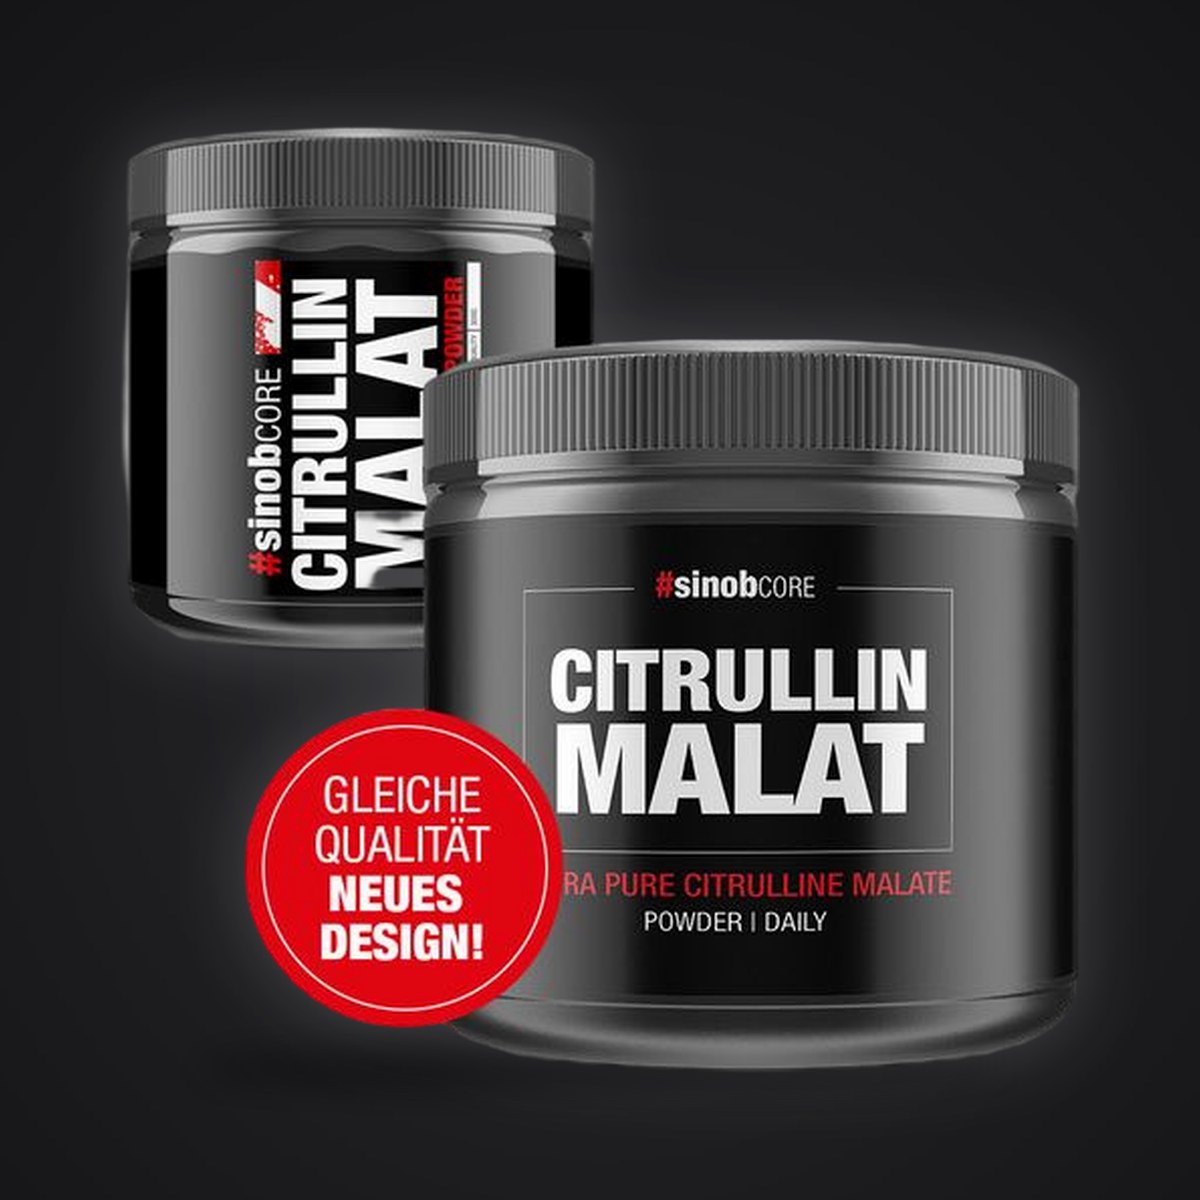 #sinobCORE
CITRULLIN
MALAT
POWDER
#sinobCORE
CITRULLIN
MALAT
RA PURE CITRULLINE MALATE
POWDER | DAILY
GLEICHE
QUALITÄT
NEUES
DESIGN!